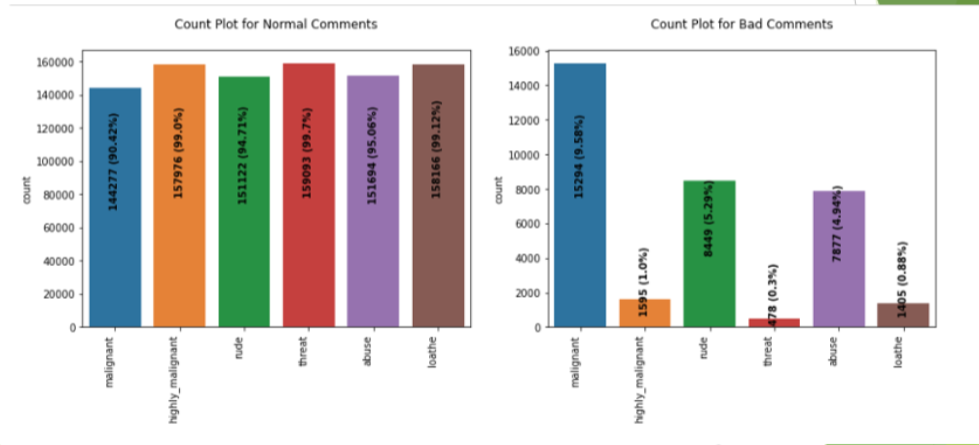 Count Plot for Normal Comments
count
160000
140000
120000
100000
80000
60000
40000
20000
0
144277 (90.42%)
157976 (99.0%)
151122 (94.71%)
159093 (99.7%)
151694 (95.06%)
158166 (99.12%)
malignant
highly_malignant
rude
threat
abuse
loathe
Count Plot for Bad Comments
count
16000
14000
12000
10000
8000
6000
4000
2000
0
15294 (9.58%)
1595 (1.0%)
8449 (5.29%)
478 (0.3%)
7877 (4.94%)
1405 (0.88%)
malignant
highly_malignant
rude
threat
abuse
loathe